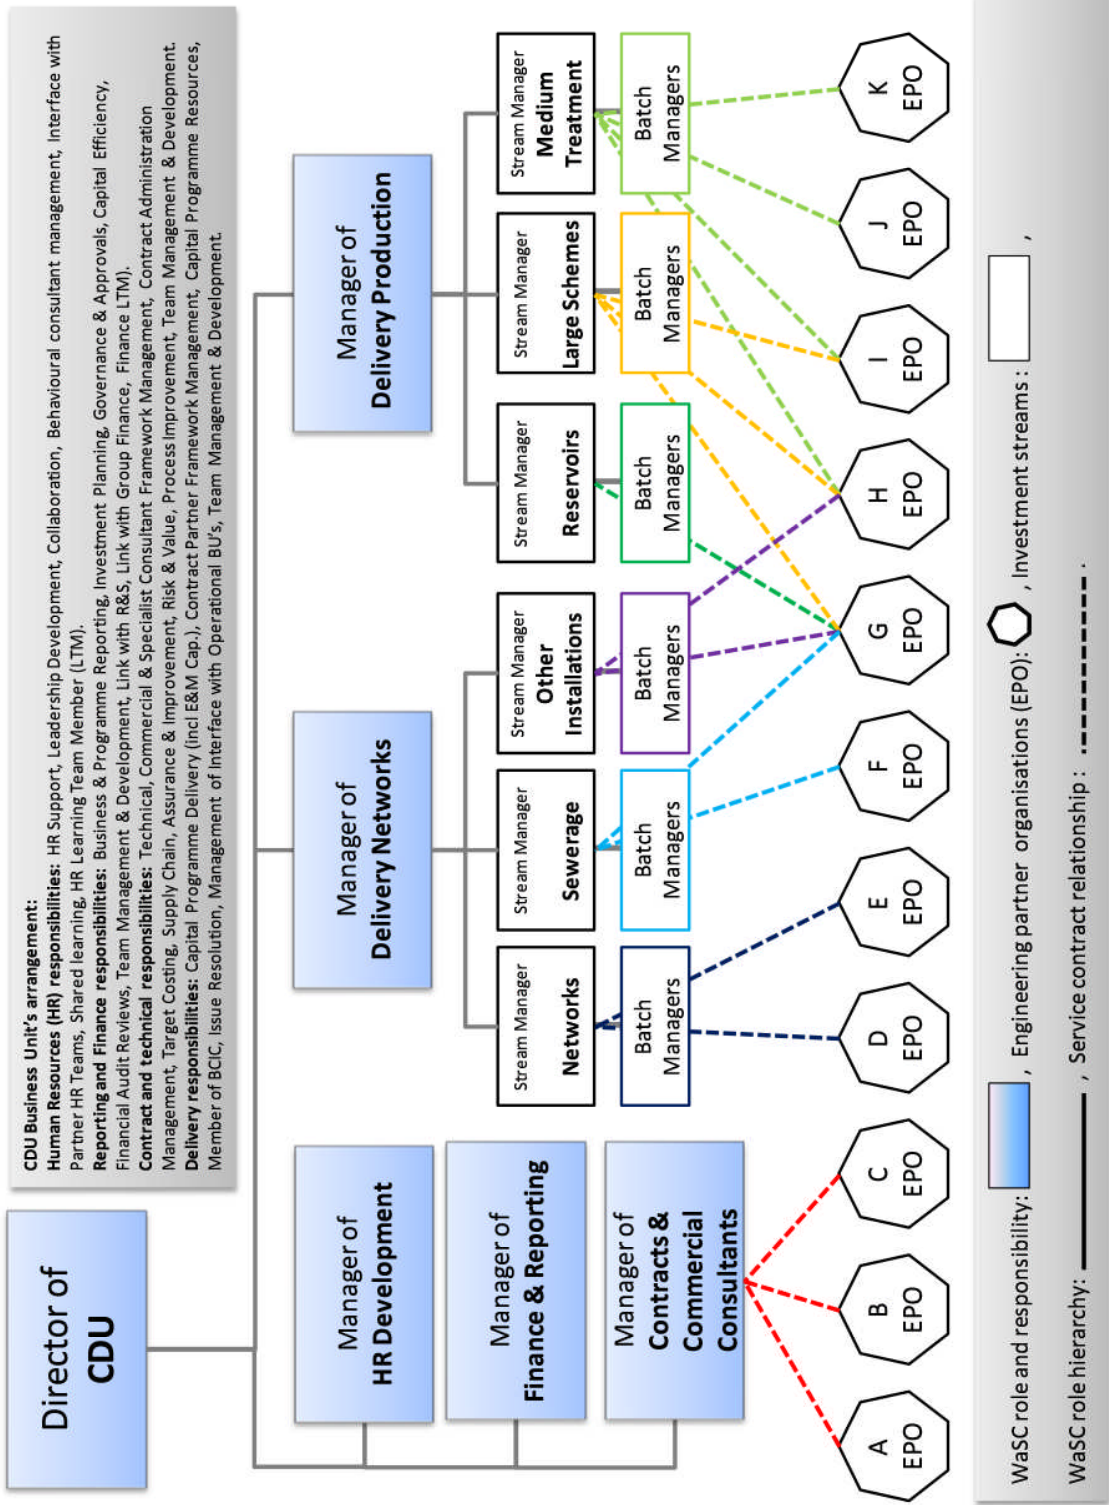 Director of
CDU
CDU Business Unit's arrangement:
Human Resources (HR) responsibilities: HR Support, Leadership Development, Collaboration, Behavioural consultant management, Interface with
Partner HR Teams, Shared learning, HR Learning Team Member (LTM).
Reporting and Finance responsibilities: Business & Programme Reporting, Investment Planning, Governance & Approvals, Capital Efficiency,
Financial Audit Reviews, Team Management & Development, Link with R&S, Link with Group Finance, Finance LTM).
Contract and technical responsibilities: Technical, Commercial & Specialist Consultant Framework Management, Contract Administration
Management, Target Costing, Supply Chain, Assurance & Improvement, Risk & Value, Process Improvement, Team Management & Development.
Delivery responsibilities: Capital Programme Delivery (incl E&M Cap.), Contract Partner Framework Management, Capital Programme Resources,
Member of BCIC, Issue Resolution, Management of Interface with Operational BU's, Team Management & Development.
Manager of
HR Development
Manager of
Finance & Reporting
Manager of
Contracts &
Commercial
Consultants
Manager of
Delivery Networks
Manager of
Delivery Production
Stream Manager
Networks
Stream Manager
Sewerage
Stream Manager
Other
Installations
Stream Manager
Reservoirs
Stream Manager
Large Schemes
Stream Manager
Medium
Treatment
Batch
Managers
Batch
Managers
Batch
Managers
Batch
Managers
Batch
Managers
Batch
Managers
A
EPO
B
EPO
C
EPO
D
EPO
E
EPO
F
EPO
G
EPO
H
EPO
I
EPO
J
EPO
K
EPO
WaSC role and responsibility: , Engineering partner organisations (EPO): , Investment streams : ,
WaSC role hierarchy: , Service contract relationship : .